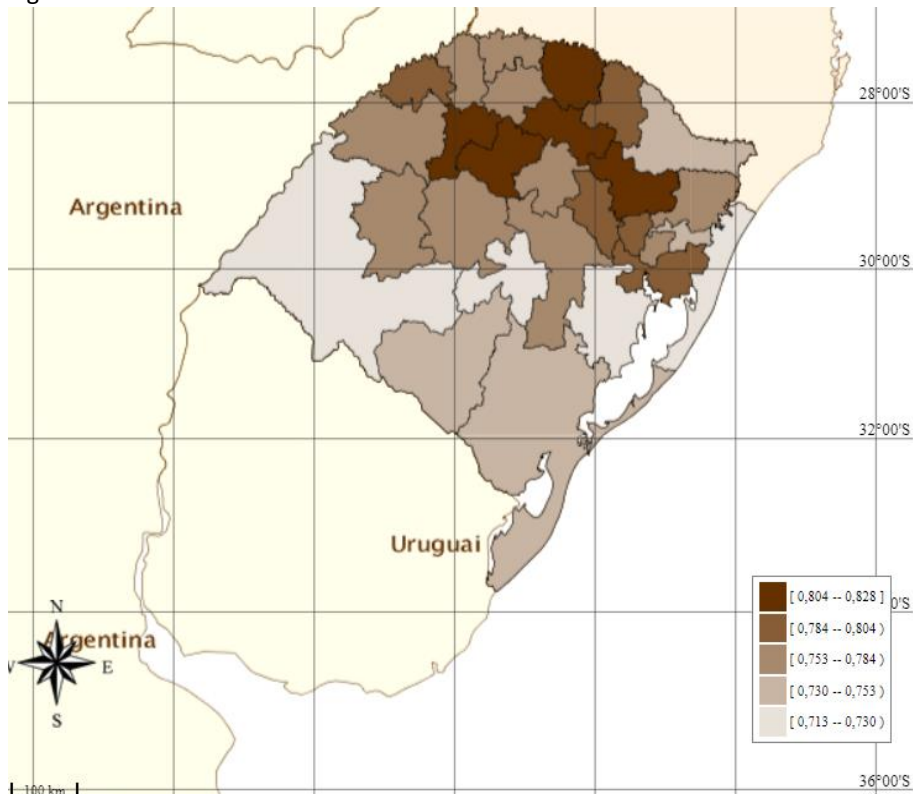 28°00'S
Argentina
30°00'S
32°00'S
Uruguai
[ 0,804 -- 0,828 ]
[ 0,784 -- 0,804 )
[ 0,753 -- 0,784 )
[ 0,730 -- 0,753 )
[ 0,713 -- 0,730 )
0'S
N
Argentina
E
S
100 km
36°00'S